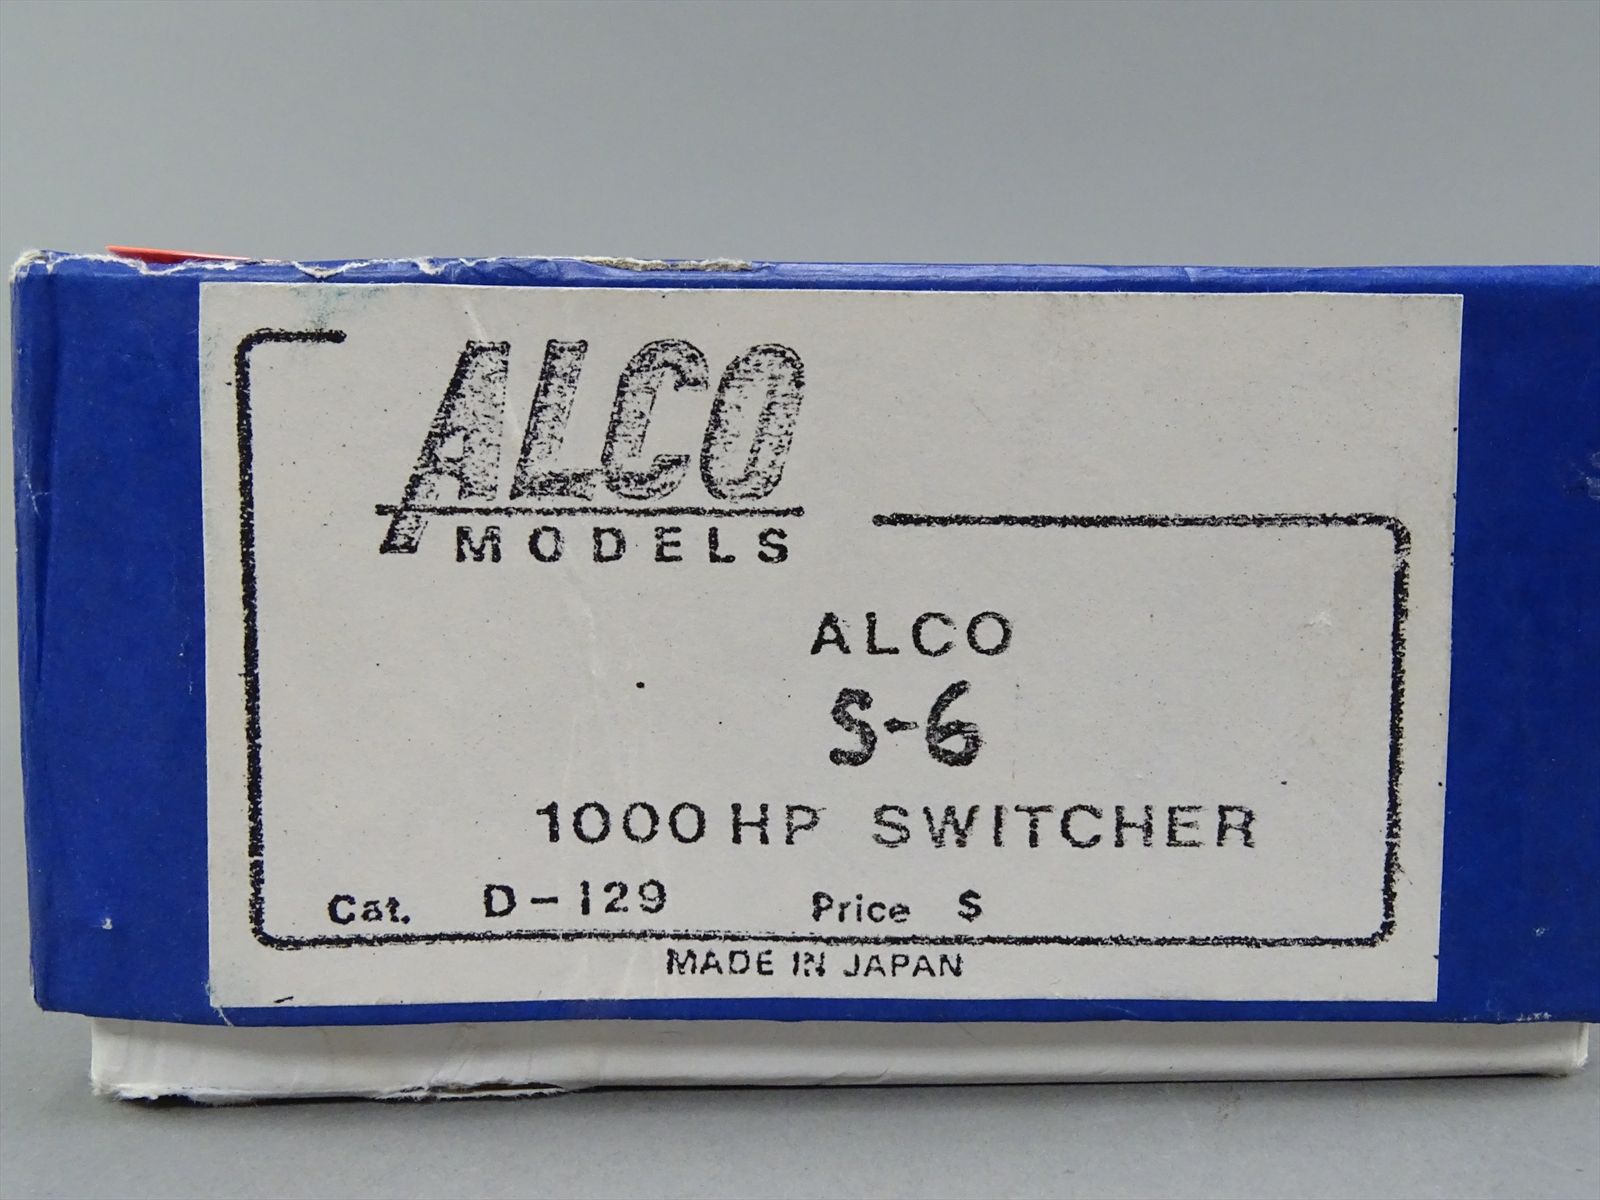 ALCO
MODELS
ALCO
S-6
1000 HP SWITCHER
Cat. D-129 Price $
MADE IN JAPAN